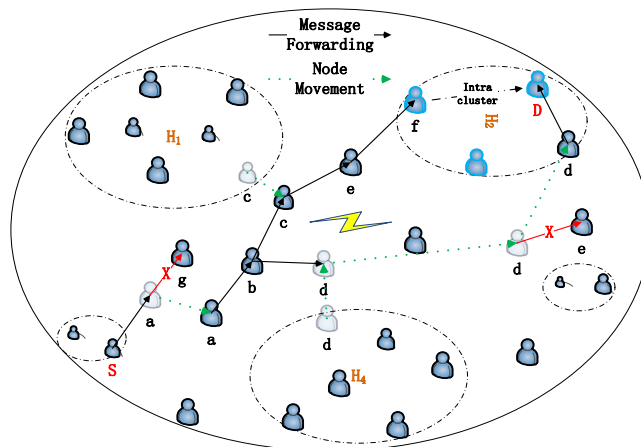 Message
Forwarding
Node
Movement
Intra
cluster
D
H₁
H₂
f
d
e
c
c
X
e
X
g
d
b
d
a
a
d
S
H₄